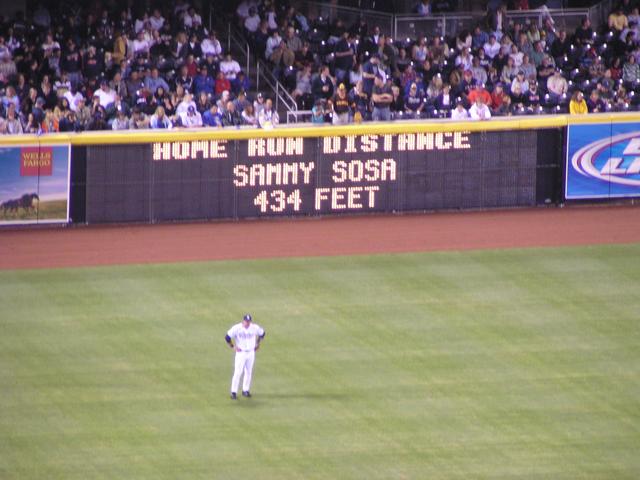 HOME RUN DISTANCE
SAMMY SOSA
434 FEET
WELLS
FARGO